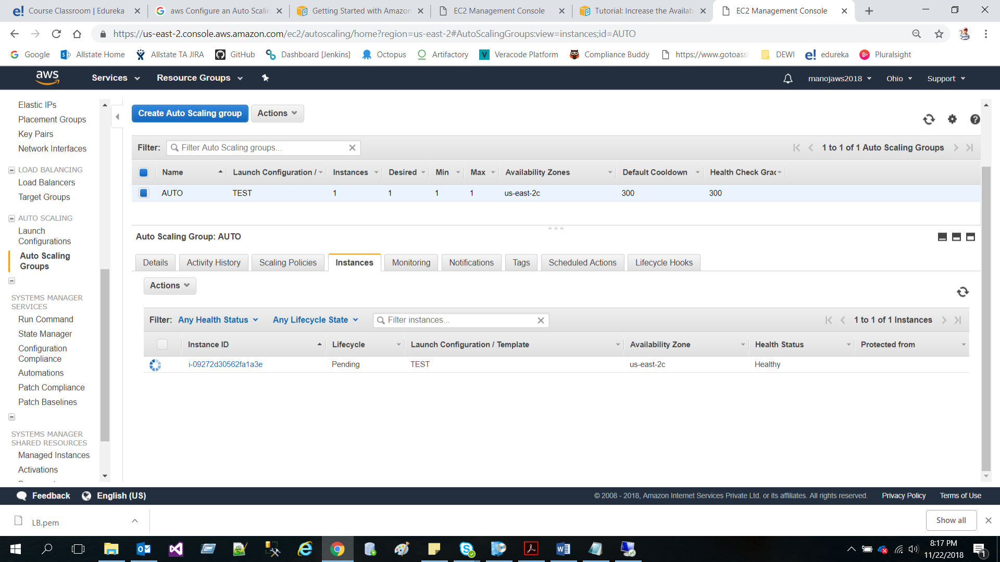 Course Classroom | Edureka
aws Configure an Auto Scalin
Getting Started with Amazon
EC2 Management Console
Tutorial: Increase the Availab
EC2 Management Console
https://us-east-2.console.aws.amazon.com/ec2/autoscaling/home?region=us-east-2#AutoScalingGroups:view=instances;id=AUTO
Google
Allstate Home
Allstate TA JIRA
GitHub
Dashboard [Jenkins]
Octopus
Artifactory
Veracode Platform
Compliance Buddy
https://www.gotoassi
DEWI
edureka
Pluralsight
aws
Services
Resource Groups
manojaws2018
Ohio
Support
Elastic IPs
Placement Groups
Key Pairs
Network Interfaces
LOAD BALANCING
Load Balancers
Target Groups
AUTO SCALING
Launch
Configurations
Auto Scaling
Groups
SYSTEMS MANAGER
SERVICES
Run Command
State Manager
Configuration
Compliance
Automations
Patch Compliance
Patch Baselines
SYSTEMS MANAGER
SHARED RESOURCES
Managed Instances
Activations
Create Auto Scaling group
Actions
Filter:
Filter Auto Scaling groups...
1 to 1 of 1 Auto Scaling Groups
Name
Launch Configuration /
Instances
Desired
Min
Max
Availability Zones
Default Cooldown
Health Check Grac
AUTO
TEST
1
1
1
1
us-east-2c
300
300
Auto Scaling Group: AUTO
Details
Activity History
Scaling Policies
Instances
Monitoring
Notifications
Tags
Scheduled Actions
Lifecycle Hooks
Actions
Filter:
Any Health Status
Any Lifecycle State
Filter instances...
1 to 1 of 1 Instances
Instance ID
Lifecycle
Launch Configuration / Template
Availability Zone
Health Status
Protected from
i-09272d30562fa1a3e
Pending
TEST
us-east-2c
Healthy
Feedback
English (US)
© 2008 - 2018, Amazon Internet Services Private Ltd. or its affiliates. All rights reserved.
Privacy Policy
Terms of Use
LB.pem
Show all
8:17 PM
11/22/2018
1